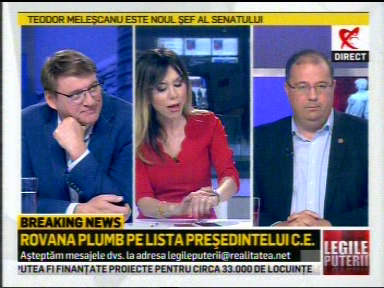 TEODOR MELEȘCANU ESTE NOUL ȘEF AL SENATULUI
DIRECT
BREAKING NEWS
ROVANA PLUMB PE LISTA PREȘEDINTELUI C.E.
Așteptăm mesajele dvs. la adresa legileputerii@realitatea.net
LEGILE
PUTERII
PUTEA FI FINANȚATE PROIECTE PENTRU CIRCA 33.000 DE LOCUINȚE